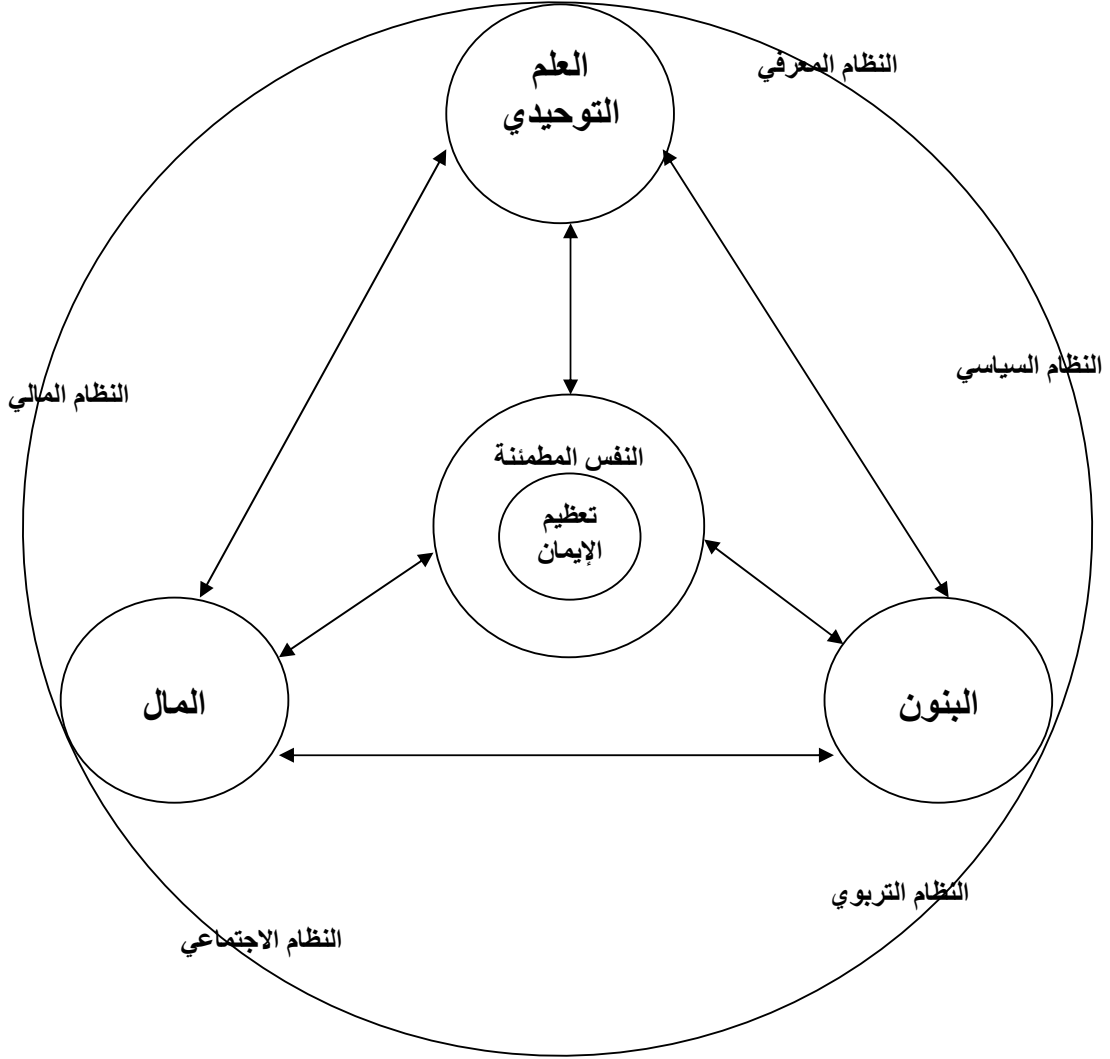 العلم
التوحيدي
النظام المعرفي
النظام السياسي
النظام المالي
النفس المطمئنة
تعظيم
الإيمان
البنون
المال
النظام التربوي
النظام الاجتماعي